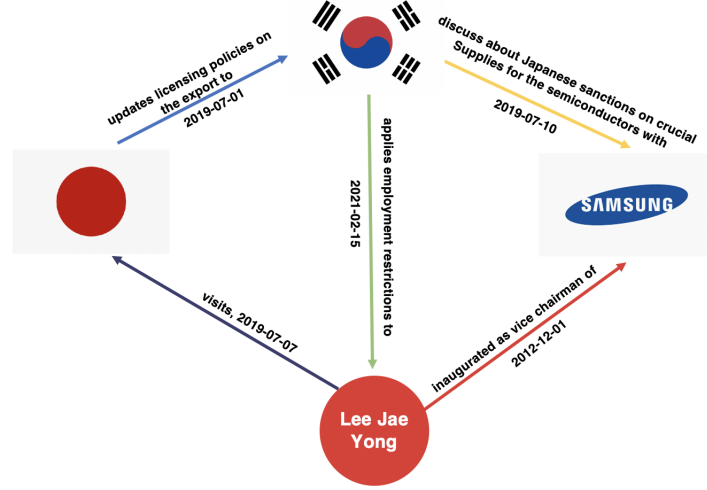 updates licensing policies on
the export to
2019-07-01
discuss about Japanese sanctions on crucial
Supplies for the semiconductors with
2019-07-10
applies employment restrictions to
2021-02-15
SAMSUNG
visits, 2019-07-07
inaugurated as vice chairman of
2012-12-01
Lee Jae
Yong